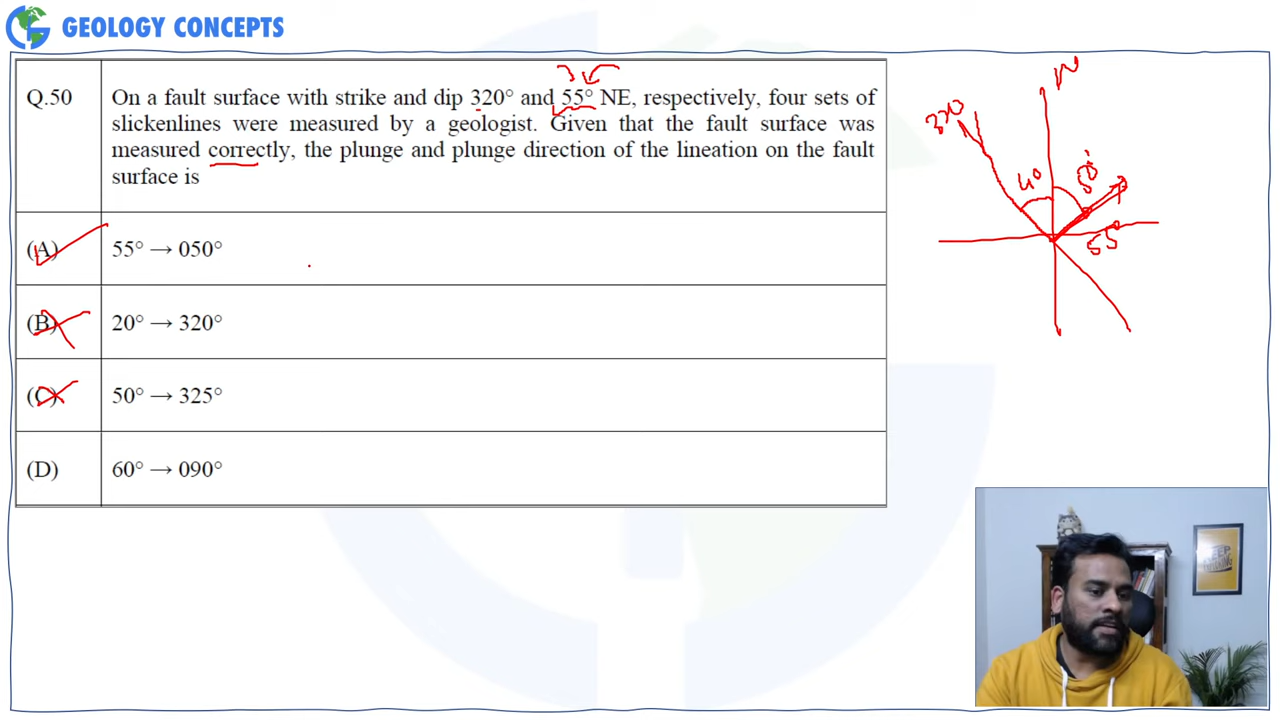 GEOLOGY CONCEPTS
Q.50
On a fault surface with strike and dip 320° and 55° NE, respectively, four sets of
slickenlines were measured by a geologist. Given that the fault surface was
measured correctly, the plunge and plunge direction of the lineation on the fault
surface is
(A) 55° → 050°
(B) 20° → 320°
(C) 50° → 325°
(D) 60° → 090°
N
320
40
50°
55°
DEEP